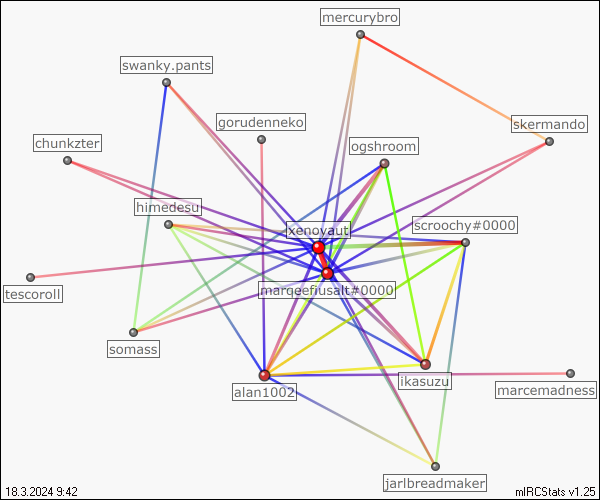 mercurybro
swanky.pants
gorudenneko
skermando
chunkzter
ogshroom
himedesu
scroochy#0000
xenoyaut
marqeefiusalt#0000
tescoroll
somass
ikasuzu
alan1002
marcemadness
jarlbreadmaker
18.3.2024 9:42
mIRCStats v1.25